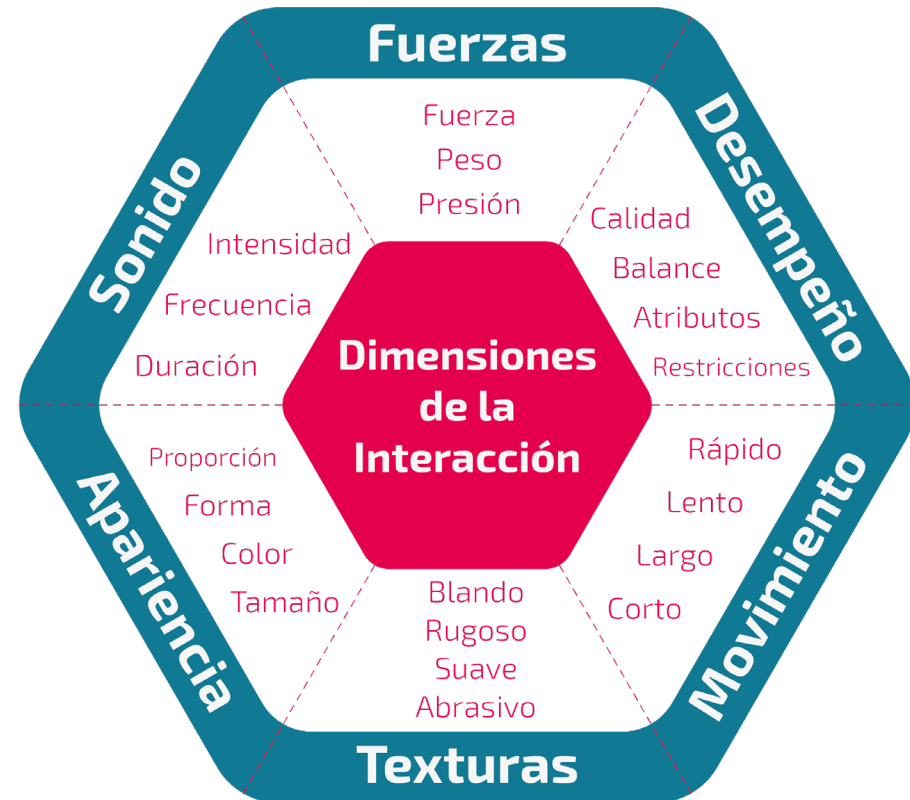 Fuerzas
Fuerza
Peso
Presión
Desempeño
Calidad
Balance
Atributos
Restricciones
Movimiento
Rápido
Lento
Largo
Corto
Texturas
Blando
Rugoso
Suave
Abrasivo
Apariencia
Proporción
Forma
Color
Tamaño
Sonido
Intensidad
Frecuencia
Duración
Dimensiones
de la
Interacción